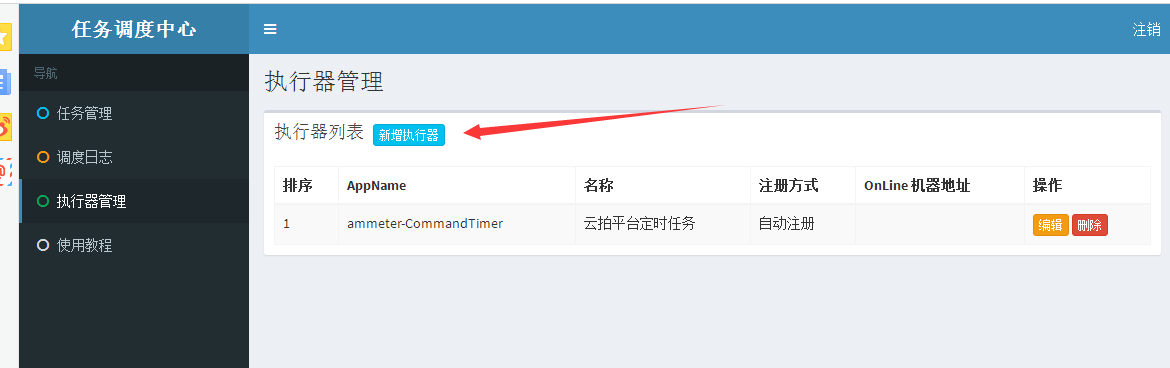 任务调度中心
注销
导航
任务管理
调度日志
执行器管理
使用教程
执行器管理
执行器列表 新增执行器
排序 AppName 名称 注册方式 OnLine 机器地址 操作
1 ammeter-CommandTimer 云拍平台定时任务 自动注册 编辑 删除